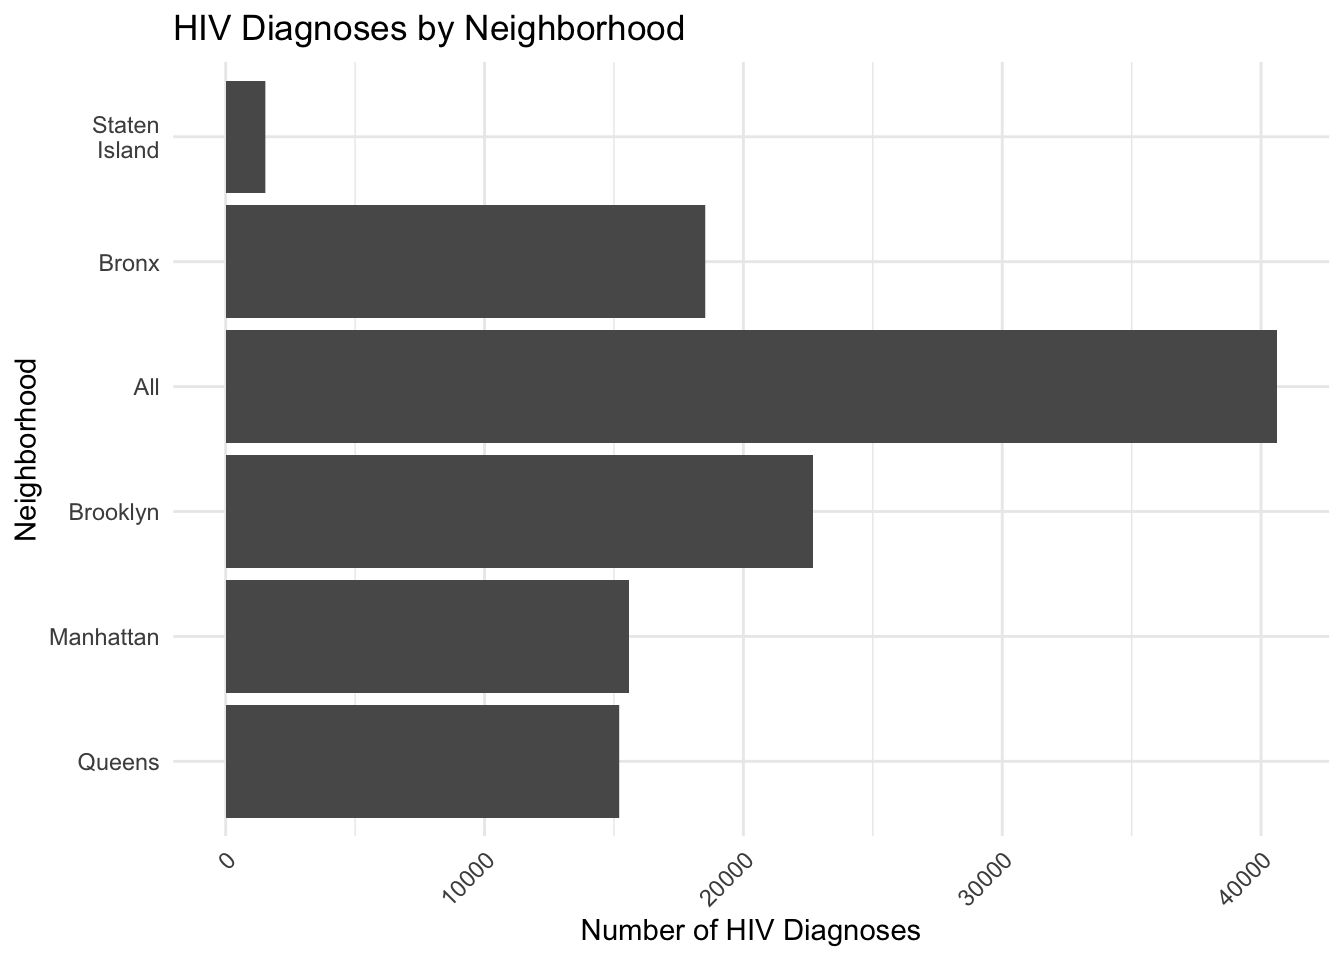 HIV Diagnoses by Neighborhood
Staten
Island
Bronx
All
Brooklyn
Manhattan
Queens
Neighborhood
0
10000
20000
30000
40000
Number of HIV Diagnoses